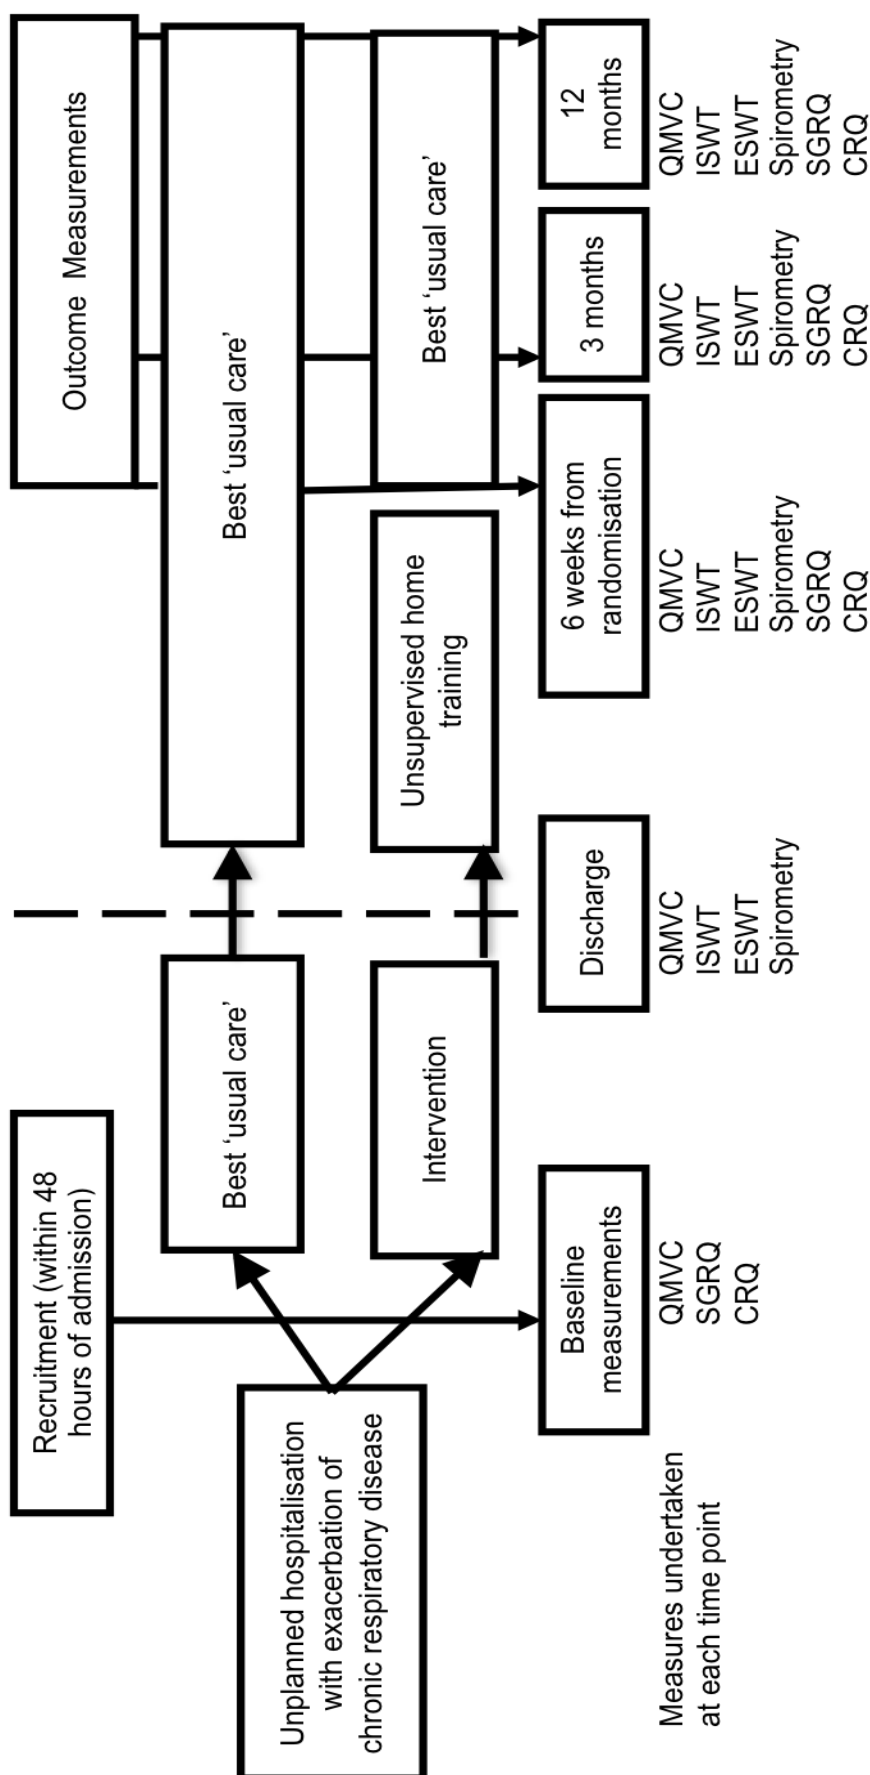 Recruitment (within 48
hours of admission)
Outcome Measurements
Unplanned hospitalisation
with exacerbation of
chronic respiratory disease
Best ‘usual care’
Best ‘usual care’
Intervention
Unsupervised home
training
Best ‘usual care’
Baseline
measurements
Discharge
6 weeks from
randomisation
3 months
12
months
Measures undertaken
at each time point
QMVC
SGRQ
CRQ
QMVC
ISWT
ESWT
Spirometry
QMVC
ISWT
ESWT
Spirometry
SGRQ
CRQ
QMVC
ISWT
ESWT
Spirometry
SGRQ
CRQ
QMVC
ISWT
ESWT
Spirometry
SGRQ
CRQ